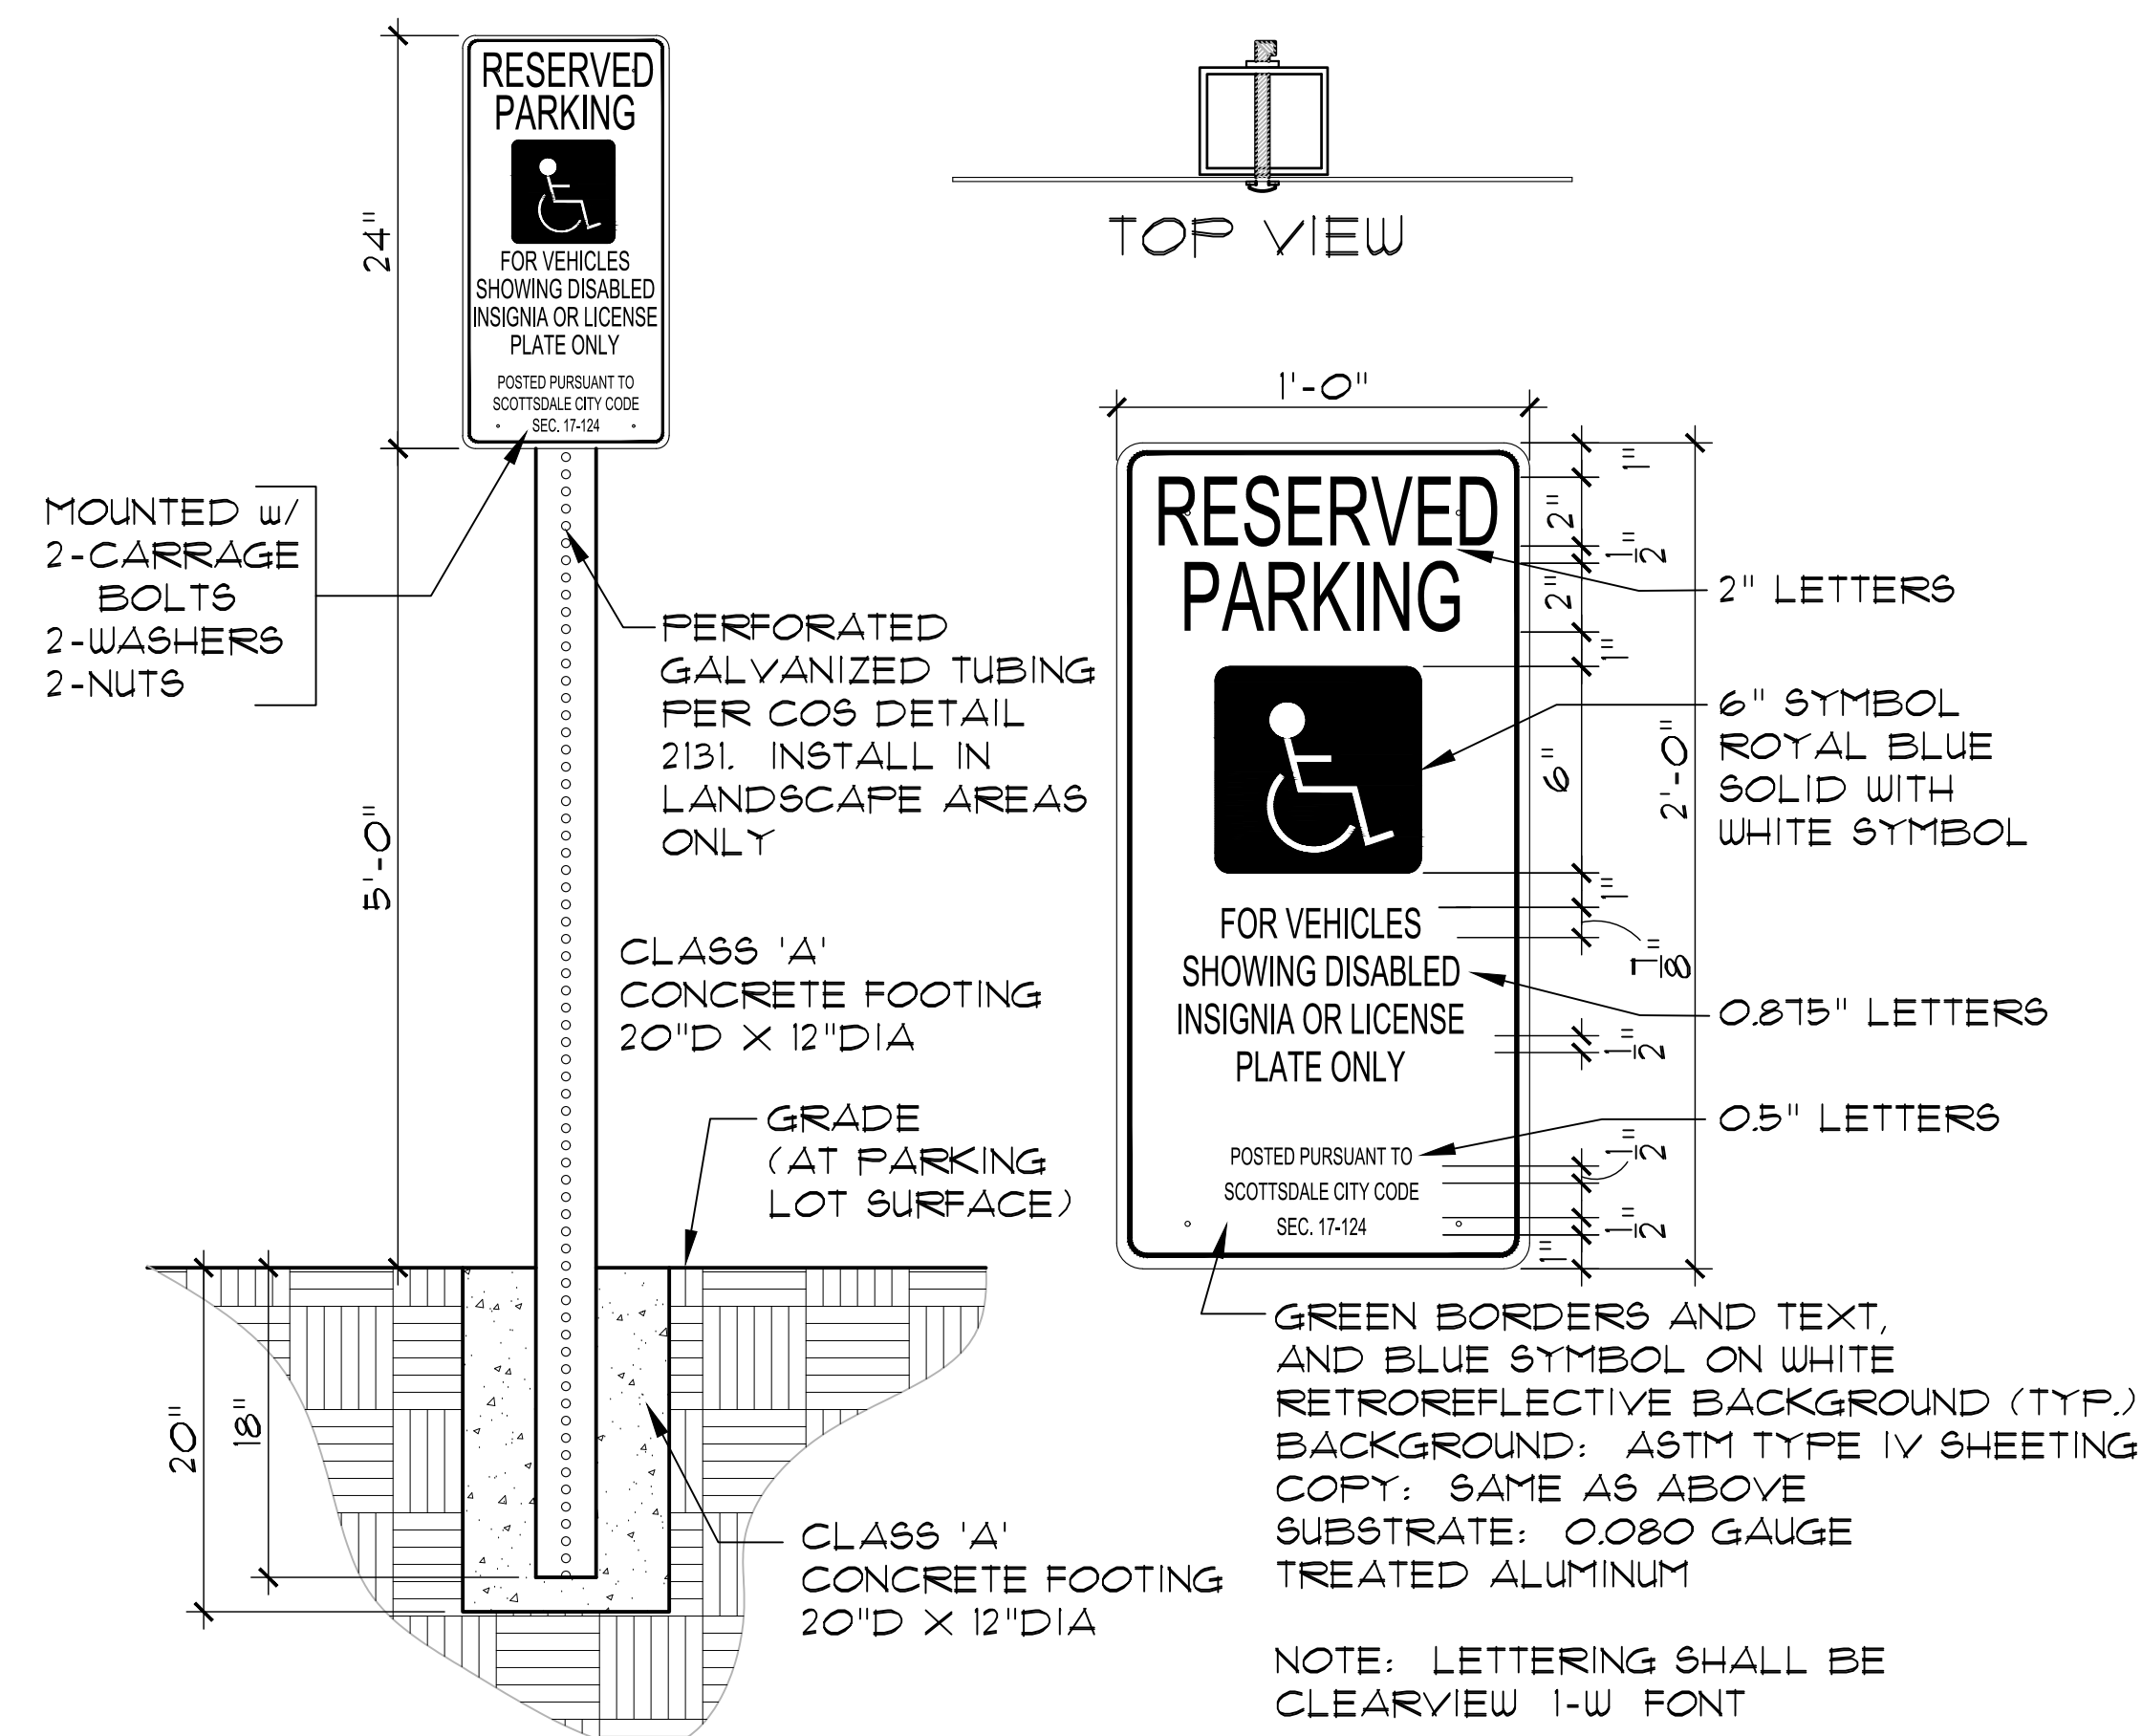 RESERVED
PARKING
FOR VEHICLES
SHOWING DISABLED
INSIGNIA OR LICENSE
PLATE ONLY
POSTED PURSUANT TO
SCOTTSDALE CITY CODE
SEC. 17-124
24"
5'-0"
20"
18"
MOUNTED w/
2-CARRAGE
BOLTS
2-WASHERS
2-NUTS
PERFORATED
GALVANIZED TUBING
PER COS DETAIL
2131. INSTALL IN
LANDSCAPE AREAS
ONLY
CLASS 'A'
CONCRETE FOOTING
20"D X 12"DIA
GRADE
(AT PARKING
LOT SURFACE)
CLASS 'A'
CONCRETE FOOTING
20"D X 12"DIA
TOP VIEW
1'-0"
RESERVED
PARKING
FOR VEHICLES
SHOWING DISABLED
INSIGNIA OR LICENSE
PLATE ONLY
POSTED PURSUANT TO
SCOTTSDALE CITY CODE
SEC. 17-124
1"
2"
1/2"
2"
1"
6"
1"
7/8"
1/2"
1/2"
1/2"
1"
2'-0"
2" LETTERS
6" SYMBOL
ROYAL BLUE
SOLID WITH
WHITE SYMBOL
0.875" LETTERS
0.5" LETTERS
GREEN BORDERS AND TEXT,
AND BLUE SYMBOL ON WHITE
RETROREFLECTIVE BACKGROUND (TYP.)
BACKGROUND: ASTM TYPE IV SHEETING
COPY: SAME AS ABOVE
SUBSTRATE: 0.080 GAUGE
TREATED ALUMINUM
NOTE: LETTERING SHALL BE
CLEARVIEW 1-W FONT